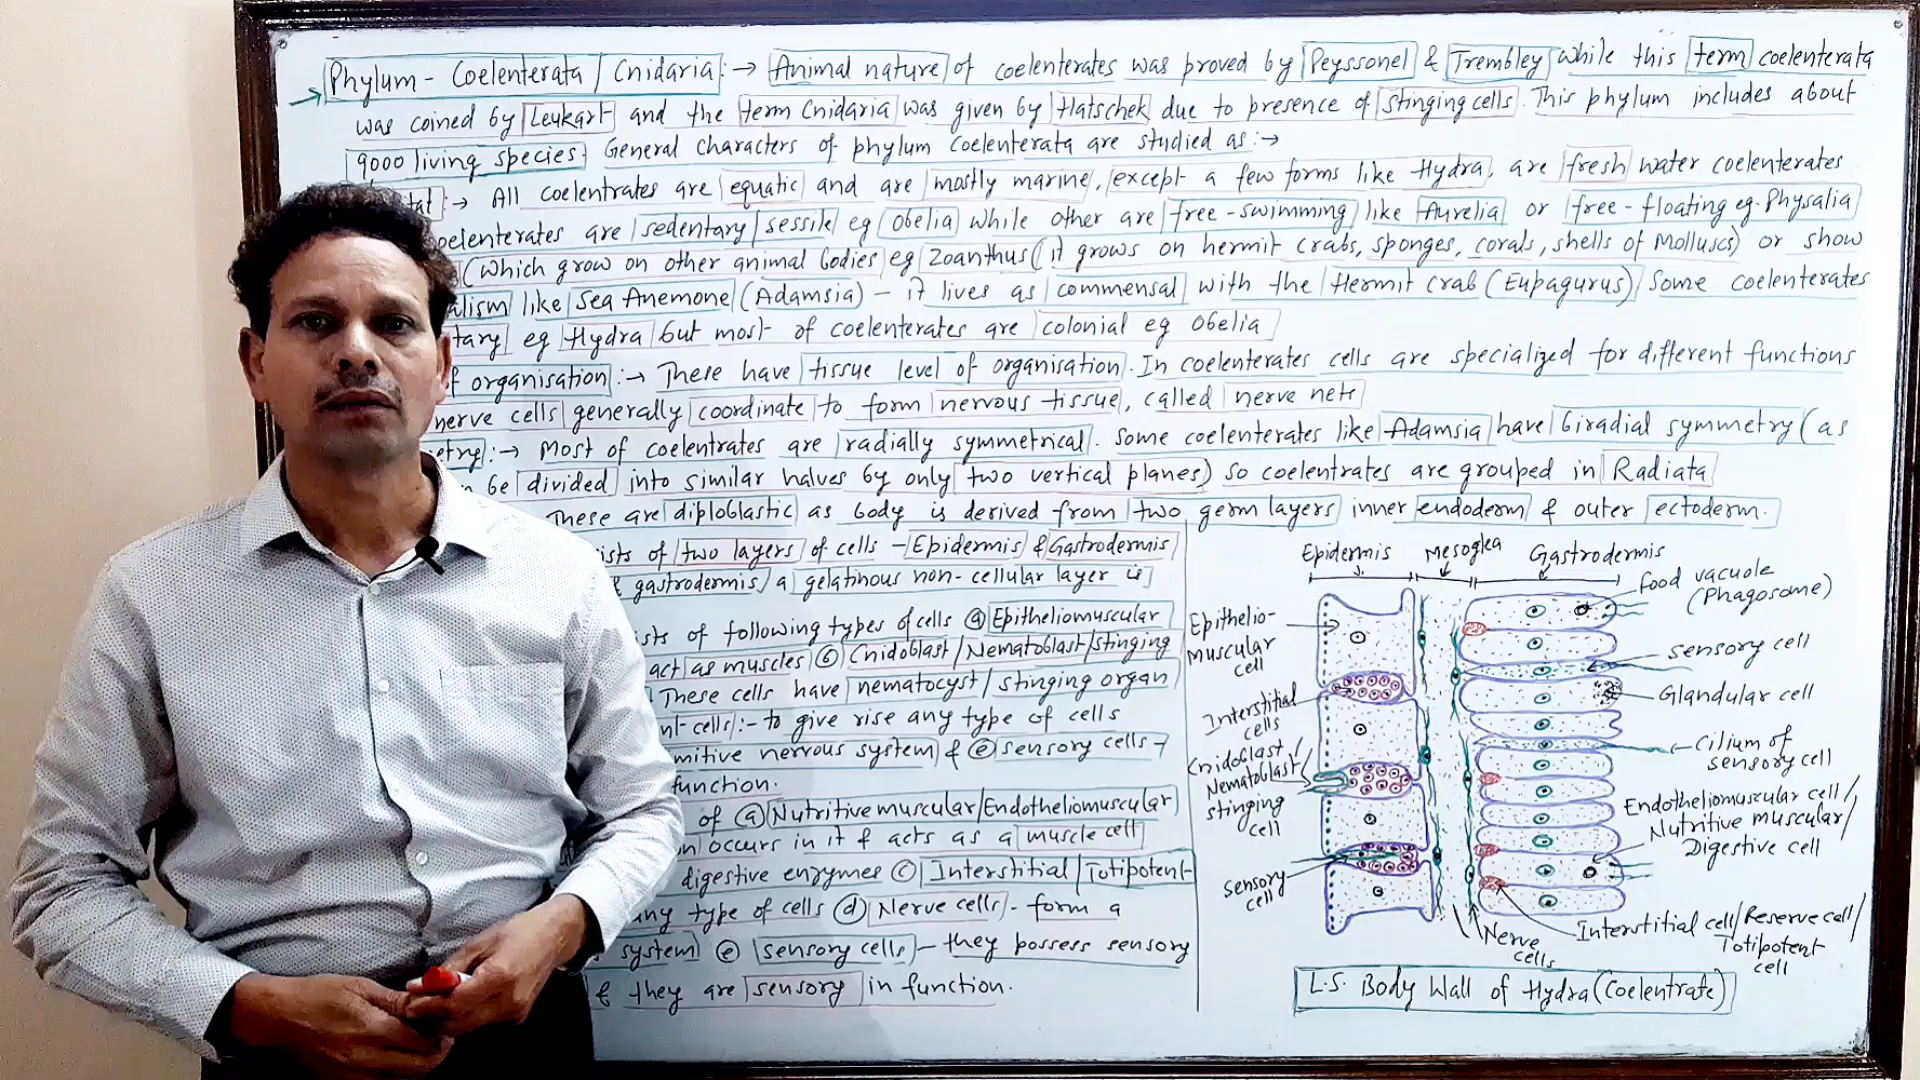 Phylum - Coelenterata / Cnidaria :→ Animal nature of coelenterates was proved by Peyssonel & Trembley while this term coelenterata
was coined by Leukart and the term Cnidaria was given by Hatschek due to presence of stinging cells. This phylum includes about
9000 living species. General characters of phylum coelenterata are studied as :→
tat :→ All coelentrates are equatic and are mostly marine, except a few forms like Hydra, are fresh water coelenterates
oelenterates are sedentary/sessile eg Obelia while other are free-swimming like Aurelia or free-floating eg. Physalia
(which grow on other animal bodies eg Zoanthus (it grows on hermit crabs, sponges, corals, shells of Molluscs) or show
alism like Sea Anemone (Adamsia) - it lives as commensal with the Hermit crab (Eupagurus) Some coelenterates
tary eg Hydra but most of coelenterates are colonial eg Obelia
f organisation :→ These have tissue level of organisation. In coelenterates cells are specialized for different functions
nerve cells generally coordinate to form nervous tissue, called nerve nett
etry :→ Most of coelentrates are radially symmetrical. Some coelenterates like Adamsia have biradial symmetry (as
n be divided into similar halves by only two vertical planes) so coelentrates are grouped in Radiata
These are diploblastic as body is derived from two germ layers inner endoderm & outer ectoderm.
ists of two layers of cells - Epidermis & Gastrodermis
& gastrodermis a gelatinous non-cellular layer is
ists of following types of cells ⓐ Epitheliomuscular
act as muscles ⓑ Cnidoblast/Nematoblast/stinging
These cells have nematocyst/stinging organ
nt cells :- to give rise any type of cells
mitive nervous system & ⓔ sensory cells -
function.
of ⓐ Nutritive muscular/Endotheliomuscular
n occurs in it & acts as a muscle cell
digestive enzymes ⓒ Interstitial/Totipotent-
any type of cells ⓓ Nerve cells - form a
system ⓔ sensory cells - they possess sensory
& they are sensory in function.
Epidermis Mesoglea Gastrodermis
Food vacuole
(Phagosome)
Epithelio-
muscular
cell
sensory cell
Glandular cell
Interstitial
cells
Cilium of
sensory cell
Cnidoblast/
Nematoblast/
stinging
cell
Endotheliomuscular cell/
Nutritive muscular/
Digestive cell
sensory
cell
Nerve
cells
Interstitial cell/Reserve cell/
Totipotent
cell
L.S. Body Wall of Hydra (Coelentrate)